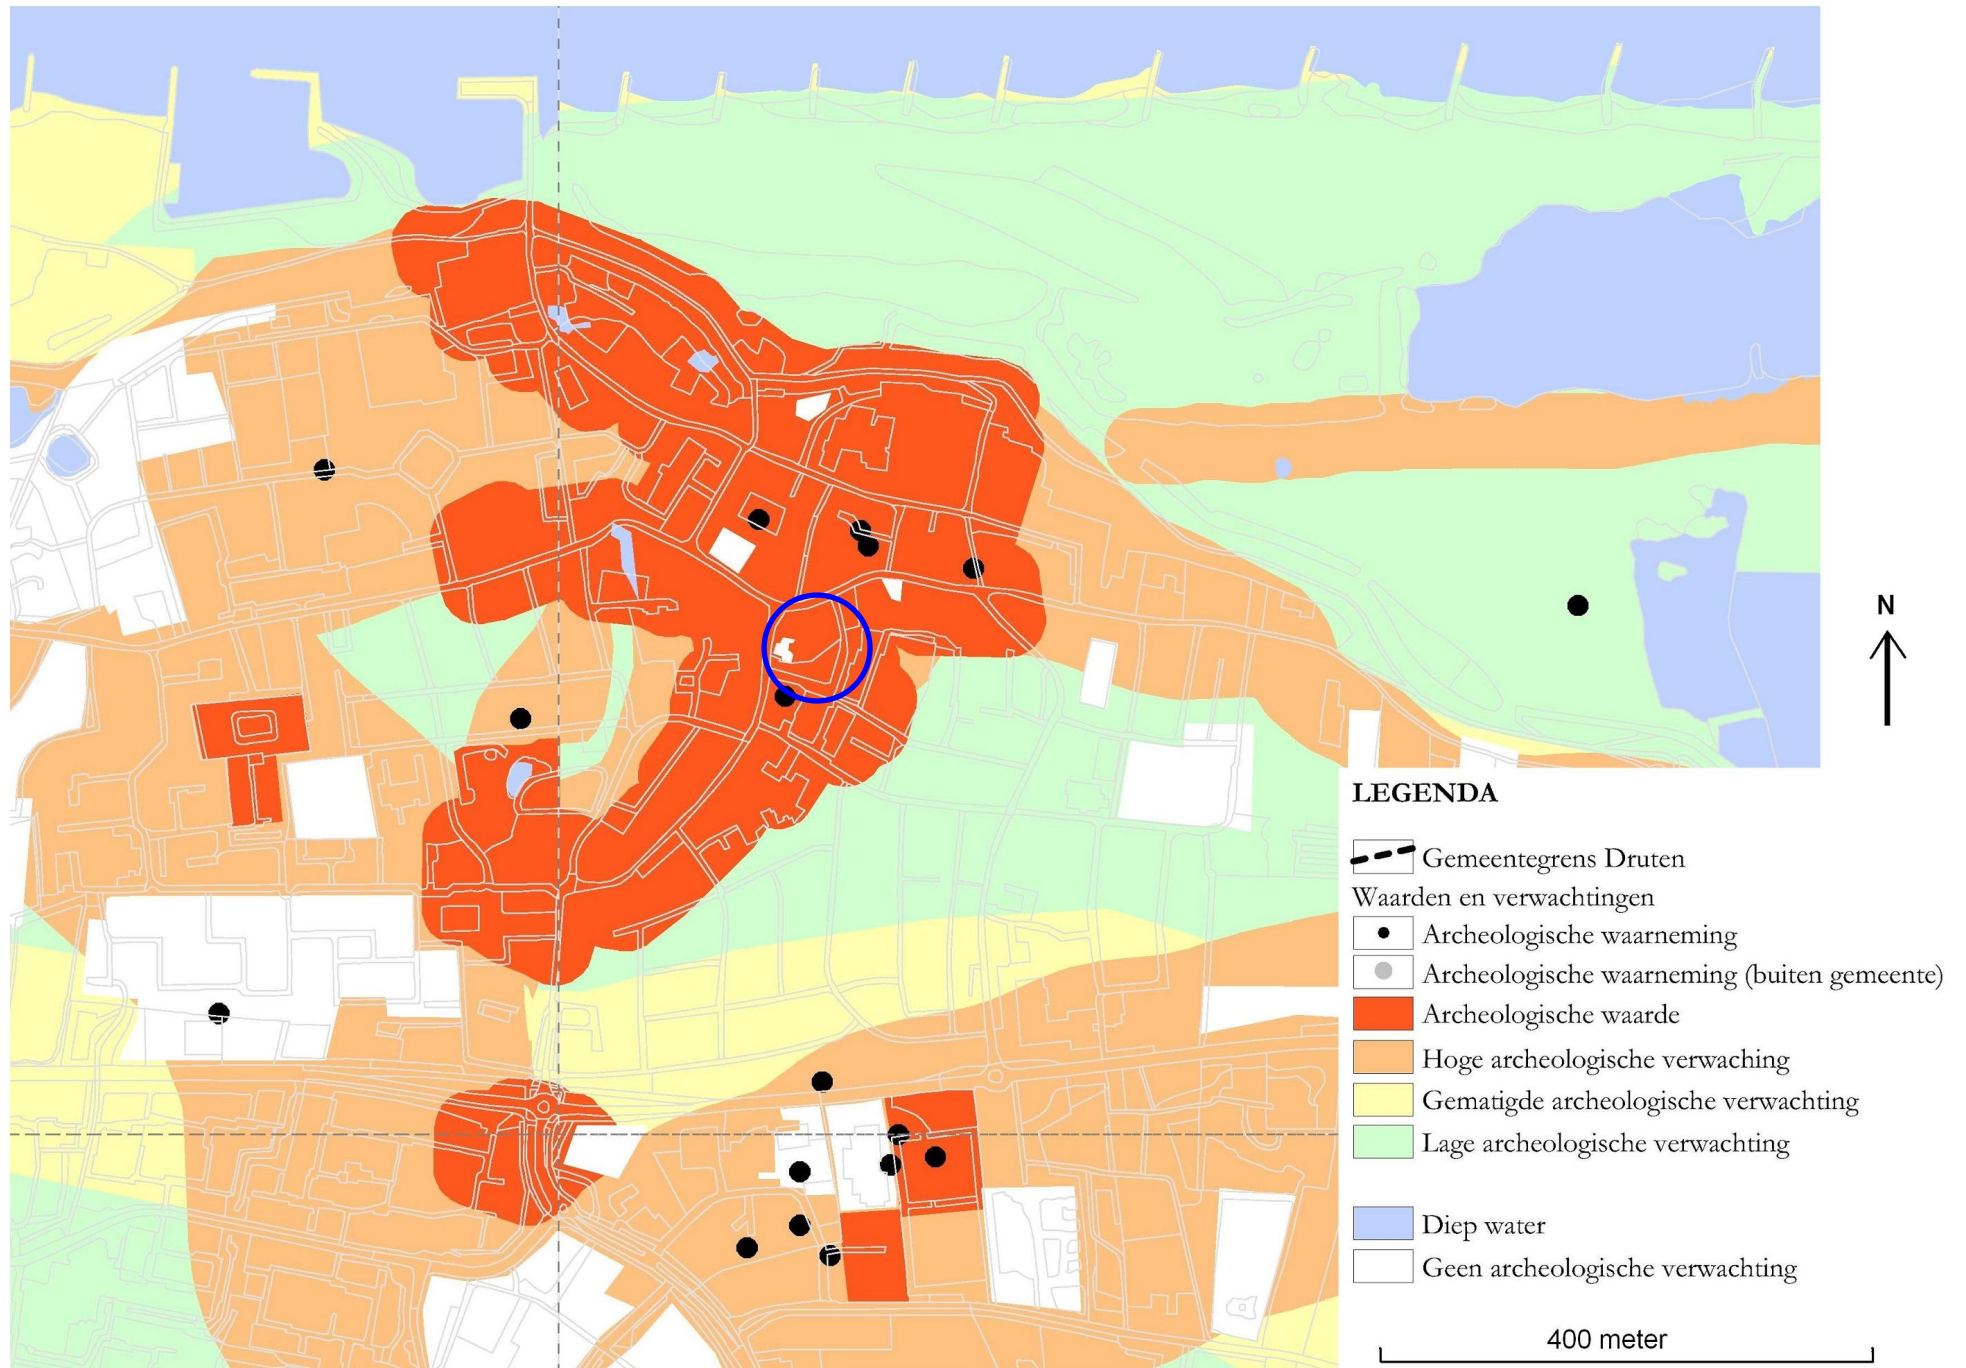 N
LEGENDA
Gemeentegrens Druten
Waarden en verwachtingen
Archeologische waarneming
Archeologische waarneming (buiten gemeente)
Archeologische waarde
Hoge archeologische verwaching
Gematigde archeologische verwachting
Lage archeologische verwachting
Diep water
Geen archeologische verwachting
400 meter